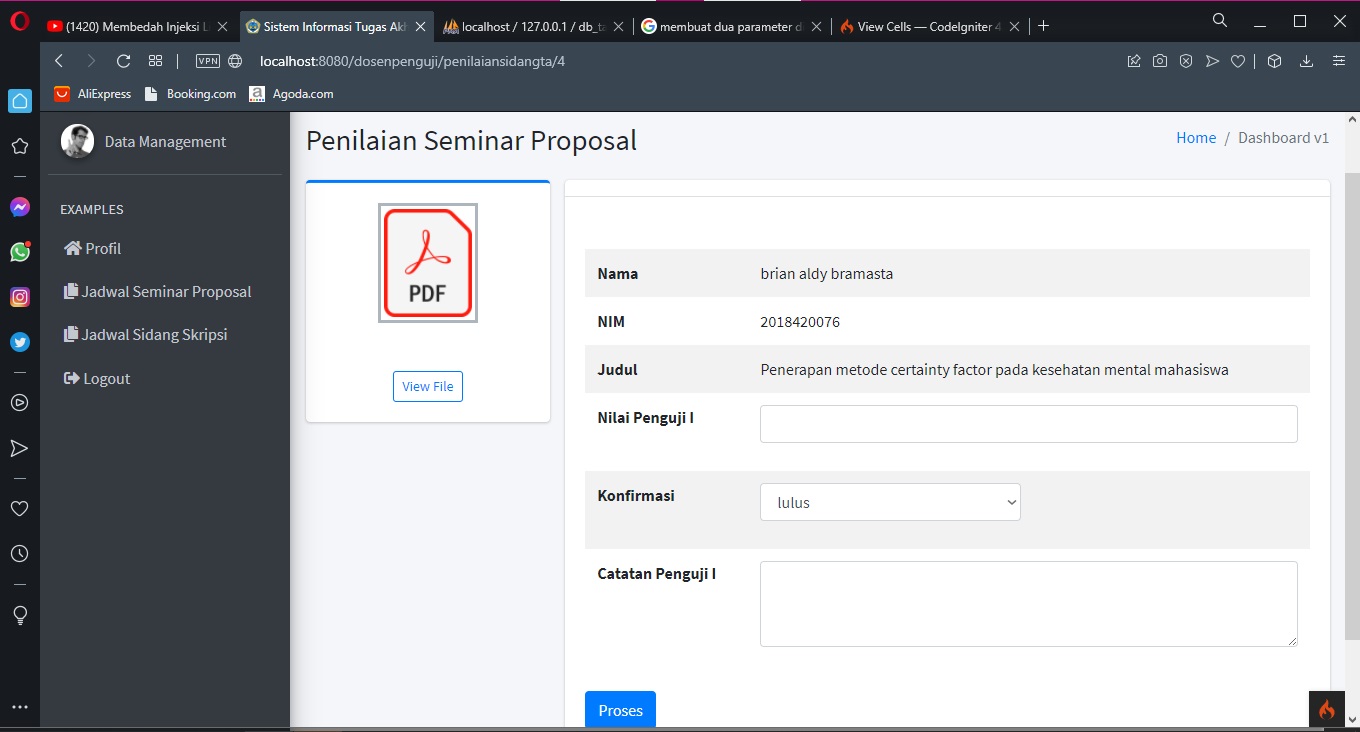 (1420) Membedah Injeksi L
Sistem Informasi Tugas Akh
localhost / 127.0.0.1 / db_ta
membuat dua parameter d
View Cells — CodeIgniter 4
VPN
localhost:8080/dosenpenguji/penilaiansidangta/4
AliExpress
Booking.com
a Agoda.com
Data Management
EXAMPLES
Profil
Jadwal Seminar Proposal
Jadwal Sidang Skripsi
Logout
Penilaian Seminar Proposal
Home / Dashboard v1
PDF
View File
Nama brian aldy bramasta
NIM 2018420076
Judul Penerapan metode certainty factor pada kesehatan mental mahasiswa
Nilai Penguji I
Konfirmasi lulus
Catatan Penguji I
Proses